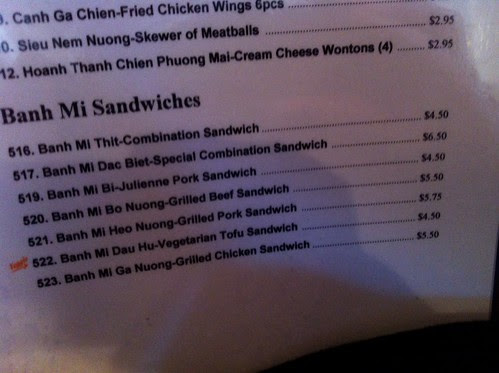 . Canh Ga Chien-Fried Chicken Wings 6pcs
0. Sieu Nem Nuong-Skewer of Meatballs ........ $2.95
12. Hoanh Thanh Chien Phuong Mai-Cream Cheese Wontons (4) ........ $2.95
Banh Mi Sandwiches
516. Banh Mi Thit-Combination Sandwich ........ $4.50
517. Banh Mi Dac Biet-Special Combination Sandwich ........ $6.50
519. Banh Mi Bi-Julienne Pork Sandwich ........ $4.50
520. Banh Mi Bo Nuong-Grilled Beef Sandwich ........ $5.50
521. Banh Mi Heo Nuong-Grilled Pork Sandwich ........ $5.75
522. Banh Mi Dau Hu-Vegetarian Tofu Sandwich ........ $4.50
523. Banh Mi Ga Nuong-Grilled Chicken Sandwich ........ $5.50